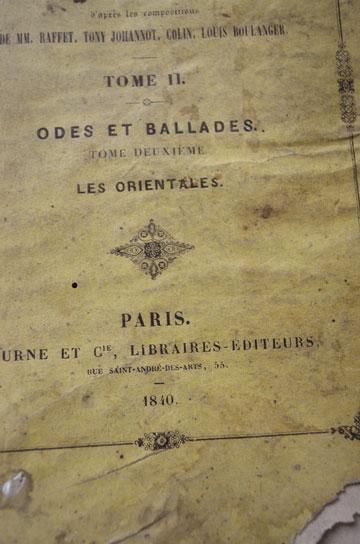 d'après les compositions
DE MM. RAFFET, TONY JOHANNOT, COLIN, LOUIS BOULANGER
TOME II.
ODES ET BALLADES.
TOME DEUXIÈME
LES ORIENTALES.
PARIS.
URNE ET CIE, LIBRAIRES-ÉDITEURS,
RUE SAINT-ANDRÉ-DES-ARTS, 55.
1840.